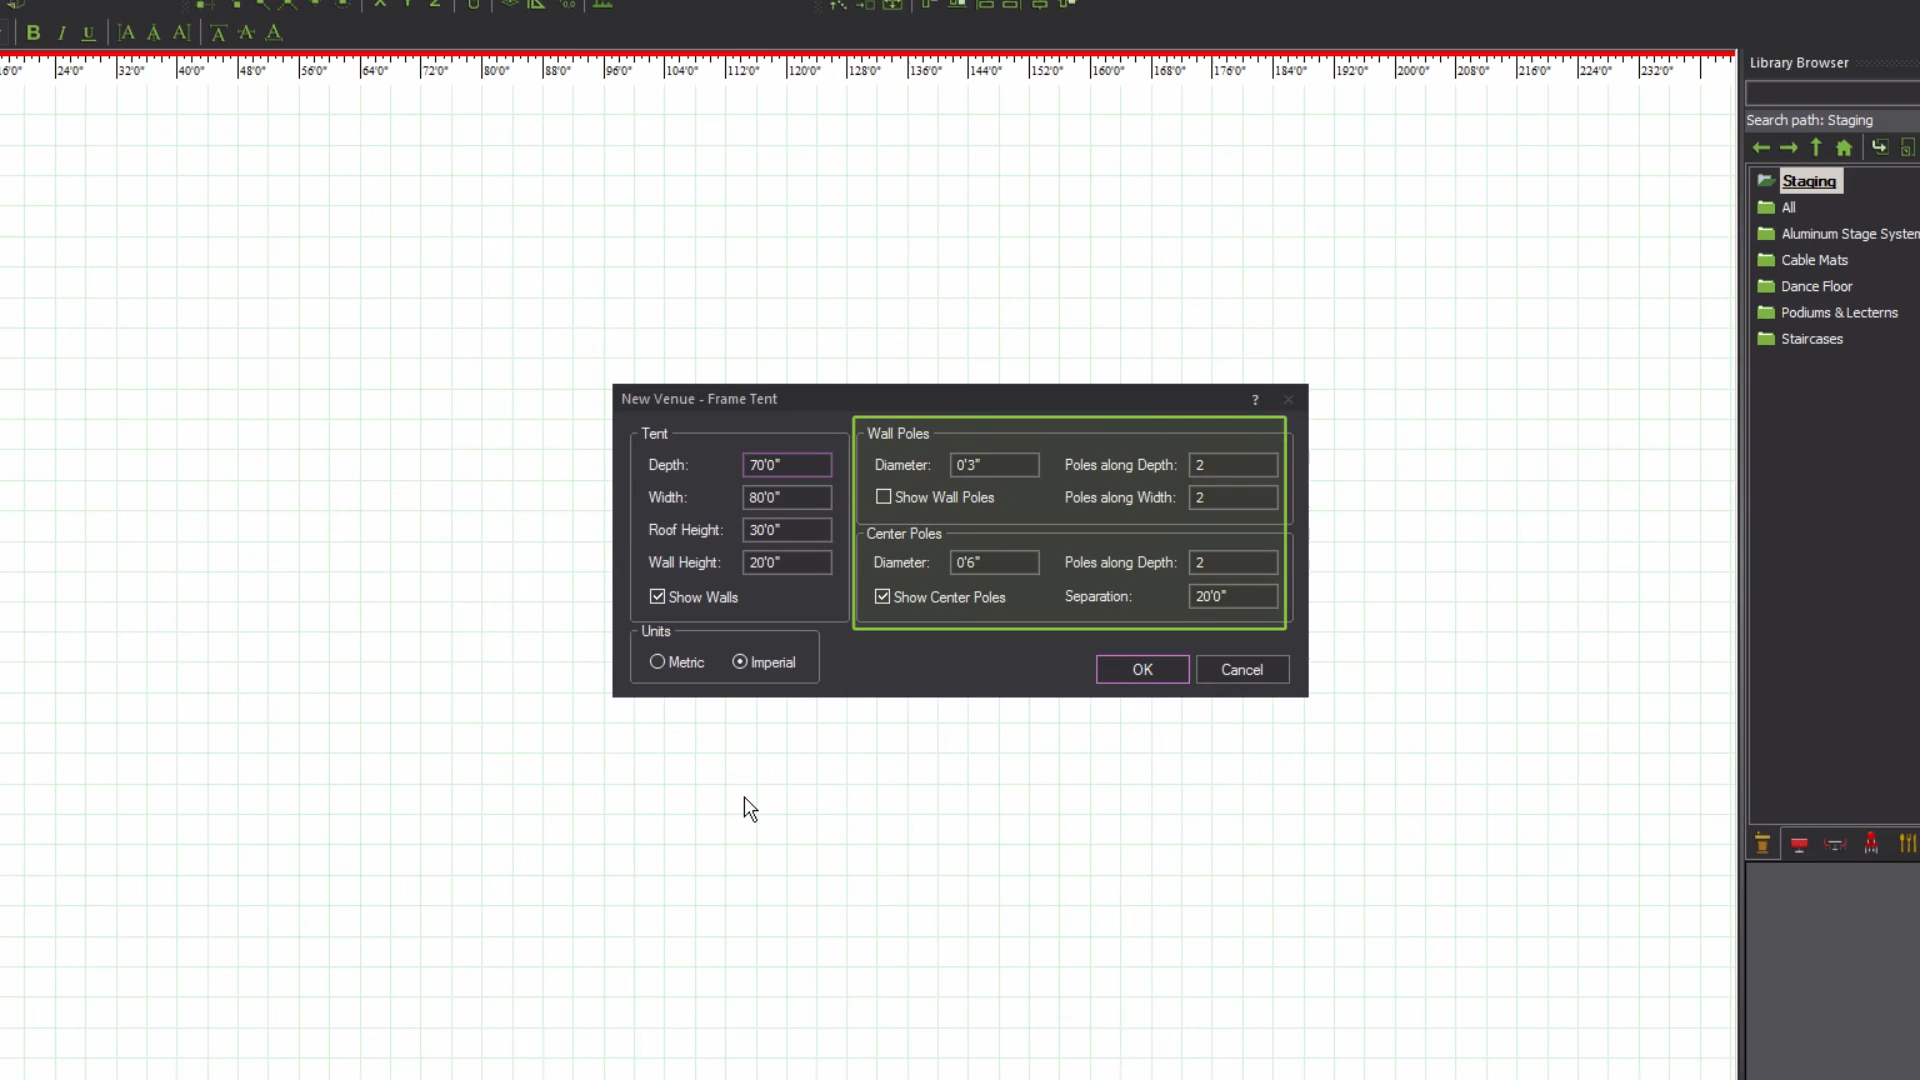 B I U A A A A A A
24'0" 32'0" 40'0" 48'0" 56'0" 64'0" 72'0" 80'0" 88'0" 96'0" 104'0" 112'0" 120'0" 128'0" 136'0" 144'0" 152'0" 160'0" 168'0" 176'0" 184'0" 192'0" 200'0" 208'0" 216'0" 224'0" 232'0"
Library Browser
Search path: Staging
Staging
All
Aluminum Stage System
Cable Mats
Dance Floor
Podiums & Lecterns
Staircases
New Venue - Frame Tent ?
Tent
Depth: 70'0"
Width: 80'0"
Roof Height: 30'0"
Wall Height: 20'0"
Show Walls
Units
Metric Imperial
Wall Poles
Diameter: 0'3" Poles along Depth: 2
Show Wall Poles Poles along Width: 2
Center Poles
Diameter: 0'6" Poles along Depth: 2
Show Center Poles Separation: 20'0"
OK Cancel